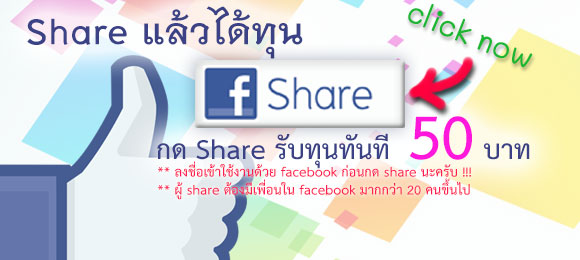 Share แล้วได้ทุน
click now
f Share
กด Share รับทุนทันที 50 บาท
** ลงชื่อเข้าใช้งานด้วย facebook ก่อนกด share นะครับ !!!
** ผู้ share ต้องมีเพื่อนใน facebook มากกว่า 20 คนขึ้นไป